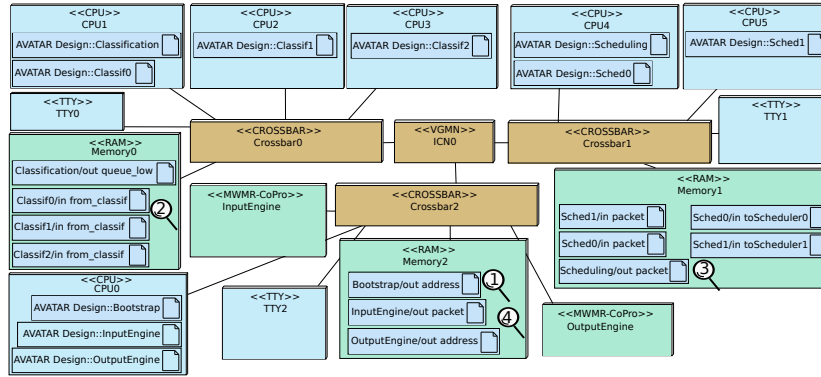 <<CPU>>
CPU1
AVATAR Design::Classification
AVATAR Design::Classif0
<<CPU>>
CPU2
AVATAR Design::Classif1
<<CPU>>
CPU3
AVATAR Design::Classif2
<<CPU>>
CPU4
AVATAR Design::Scheduling
AVATAR Design::Sched0
<<CPU>>
CPU5
AVATAR Design::Sched1
<<TTY>>
TTY0
<<CROSSBAR>>
Crossbar0
<<VGMN>>
ICN0
<<CROSSBAR>>
Crossbar1
<<TTY>>
TTY1
<<RAM>>
Memory0
Classification/out queue_low
Classif0/in from_classif
2
Classif1/in from_classif
Classif2/in from_classif
<<MWMR-CoPro>>
InputEngine
<<CROSSBAR>>
Crossbar2
<<RAM>>
Memory1
Sched1/in packet
Sched0/in toScheduler0
Sched0/in packet
Sched1/in toScheduler1
Scheduling/out packet
3
<<CPU>>
CPU0
AVATAR Design::Bootstrap
AVATAR Design::InputEngine
AVATAR Design::OutputEngine
<<TTY>>
TTY2
<<RAM>>
Memory2
Bootstrap/out address
1
InputEngine/out packet
4
OutputEngine/out address
<<MWMR-CoPro>>
OutputEngine